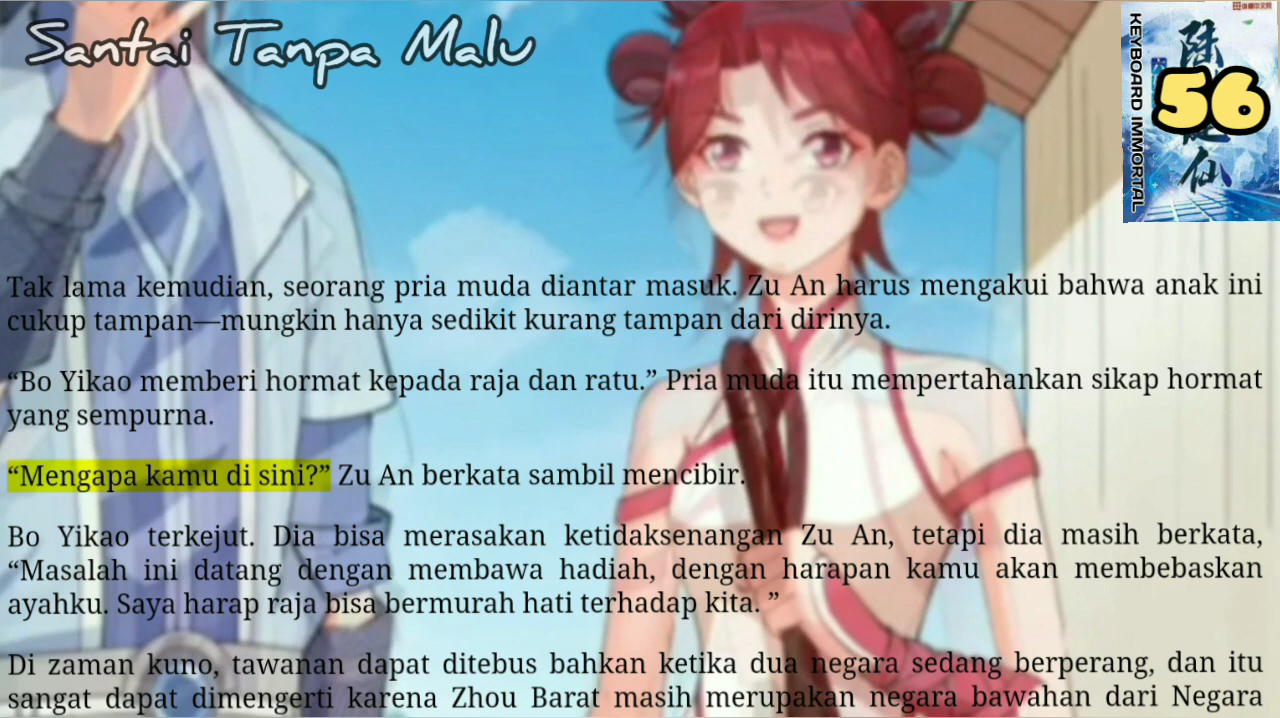 Santai Tanpa Malu
KEYBOARD IMMORTAL
56
Tak lama kemudian, seorang pria muda diantar masuk. Zu An harus mengakui bahwa anak ini
cukup tampan—mungkin hanya sedikit kurang tampan dari dirinya.
“Bo Yikao memberi hormat kepada raja dan ratu.” Pria muda itu mempertahankan sikap hormat
yang sempurna.
“Mengapa kamu di sini?” Zu An berkata sambil mencibir.
Bo Yikao terkejut. Dia bisa merasakan ketidaksenangan Zu An, tetapi dia masih berkata,
“Masalah ini datang dengan membawa hadiah, dengan harapan kamu akan membebaskan
ayahku. Saya harap raja bisa bermurah hati terhadap kita. ”
Di zaman kuno, tawanan dapat ditebus bahkan ketika dua negara sedang berperang, dan itu
sangat dapat dimengerti karena Zhou Barat masih merupakan negara bawahan dari Negara